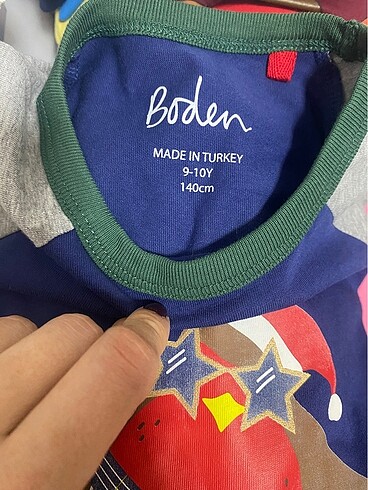 Boden
MADE IN TURKEY
9-10Y
140cm